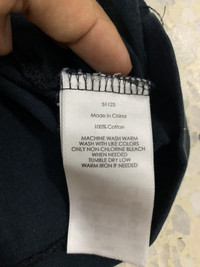 51125
Made in China
100% Cotton
MACHINE WASH WARM
WASH WITH LIKE COLORS
ONLY NON-CHLORINE BLEACH
WHEN NEEDED
TUMBLE DRY LOW
WARM IRON IF NEEDED